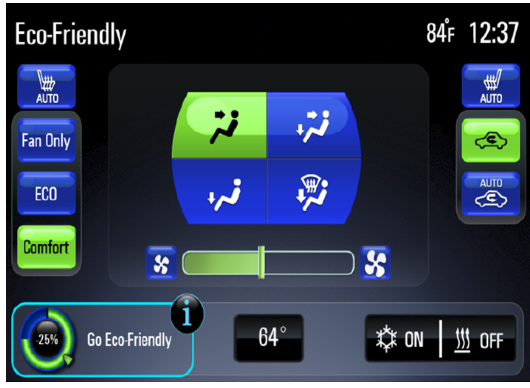 Eco-Friendly
84°F 12:37
AUTO
AUTO
Fan Only
ECO
AUTO
Comfort
i
25%
Go Eco-Friendly
64°
ON
OFF